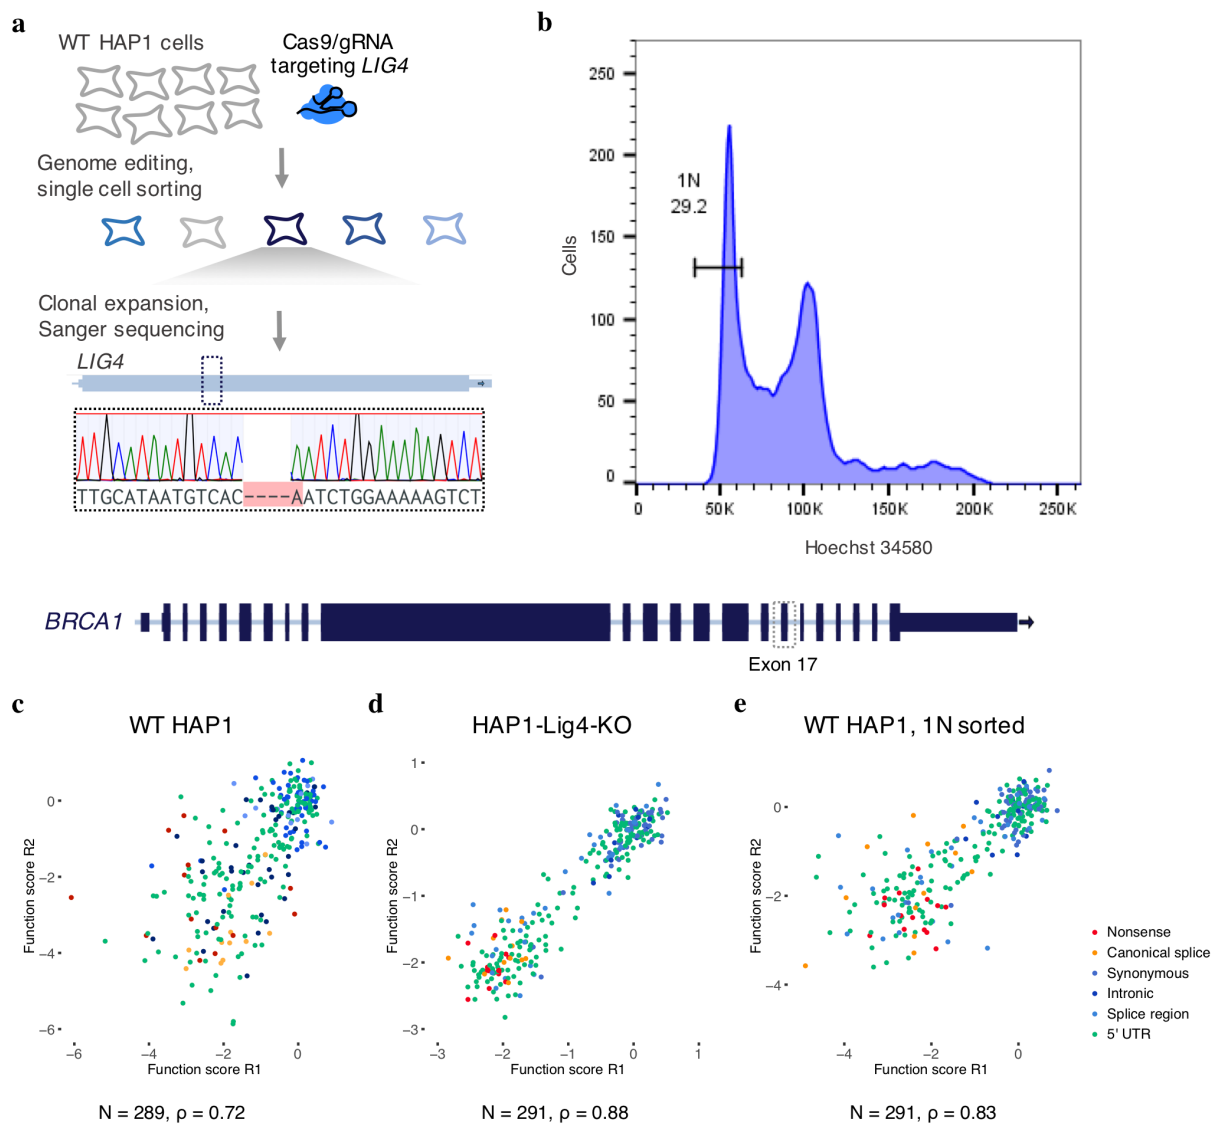 a
WT HAP1 cells
Cas9/gRNA
targeting LIG4
Genome editing,
single cell sorting
Clonal expansion,
Sanger sequencing
LIG4
TTGCATAATGTCAC----AATCTGGAAAAAGTCT
b
250
200
150
100
50
0
1N
29.2
Cells
0 50K 100K 150K 200K 250K
Hoechst 34580
BRCA1
Exon 17
c
WT HAP1
Function score R2
0
−2
−4
−6
−6 −4 −2 0
Function score R1
N = 289, ρ = 0.72
d
HAP1-Lig4-KO
Function score R2
1
0
−1
−2
−3
−3 −2 −1 0 1
Function score R1
N = 291, ρ = 0.88
e
WT HAP1, 1N sorted
Function score R2
0
−2
−4
−4 −2 0
Function score R1
N = 291, ρ = 0.83
Nonsense
Canonical splice
Synonymous
Intronic
Splice region
5' UTR